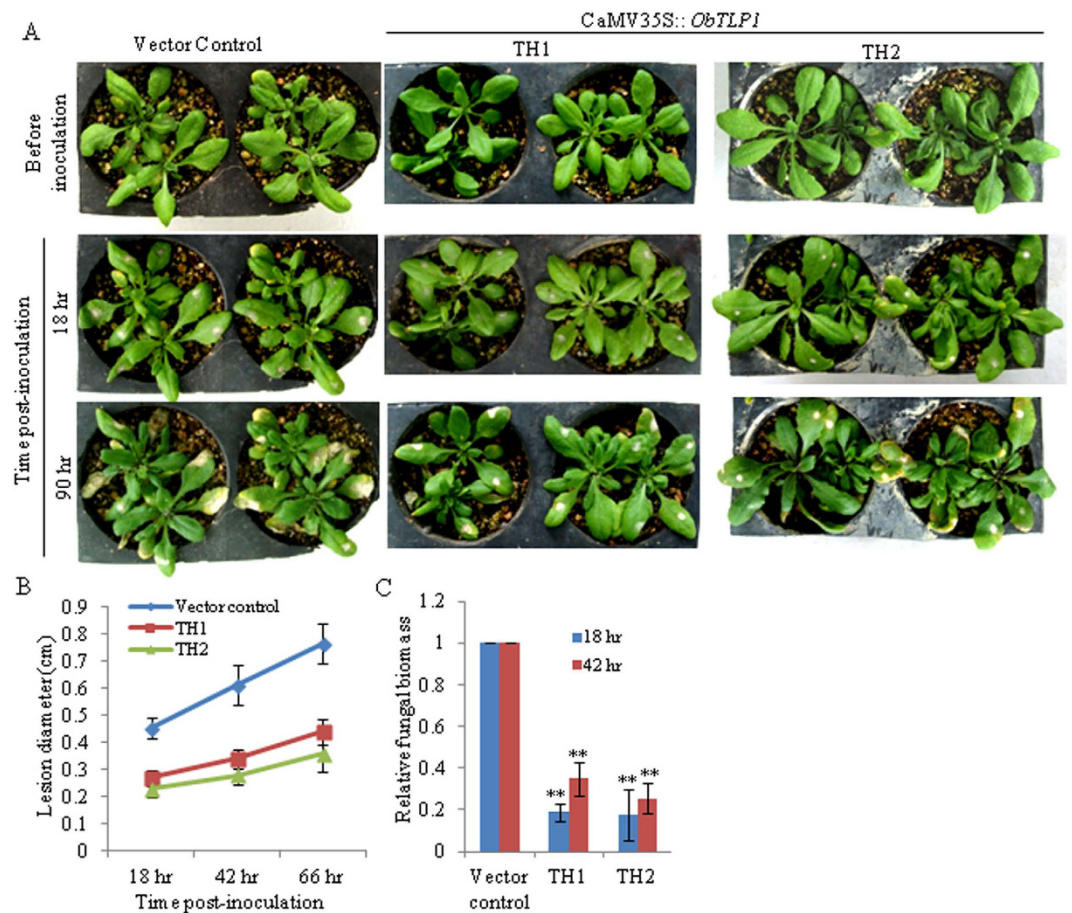 A
CaMV35S:: ObTLP1
Vector Control
TH1
TH2
Before
inoculation
Time post-inoculation
18 hr
90 hr
B
0.9
0.8
0.7
0.6
0.5
0.4
0.3
0.2
0.1
0
Lesion diameter(cm)
Vector control
TH1
TH2
18 hr
42 hr
66 hr
Time post-inoculation
C
1.2
1
0.8
0.6
0.4
0.2
0
Relative fungal biomass
18 hr
42 hr
**
**
**
**
Vector
control
TH1
TH2